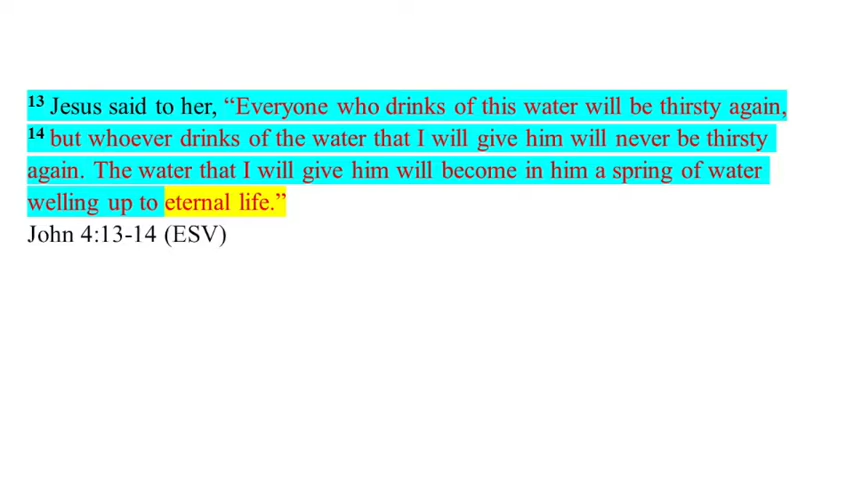 13 Jesus said to her, “Everyone who drinks of this water will be thirsty again,
14 but whoever drinks of the water that I will give him will never be thirsty
again. The water that I will give him will become in him a spring of water
welling up to eternal life.”
John 4:13-14 (ESV)